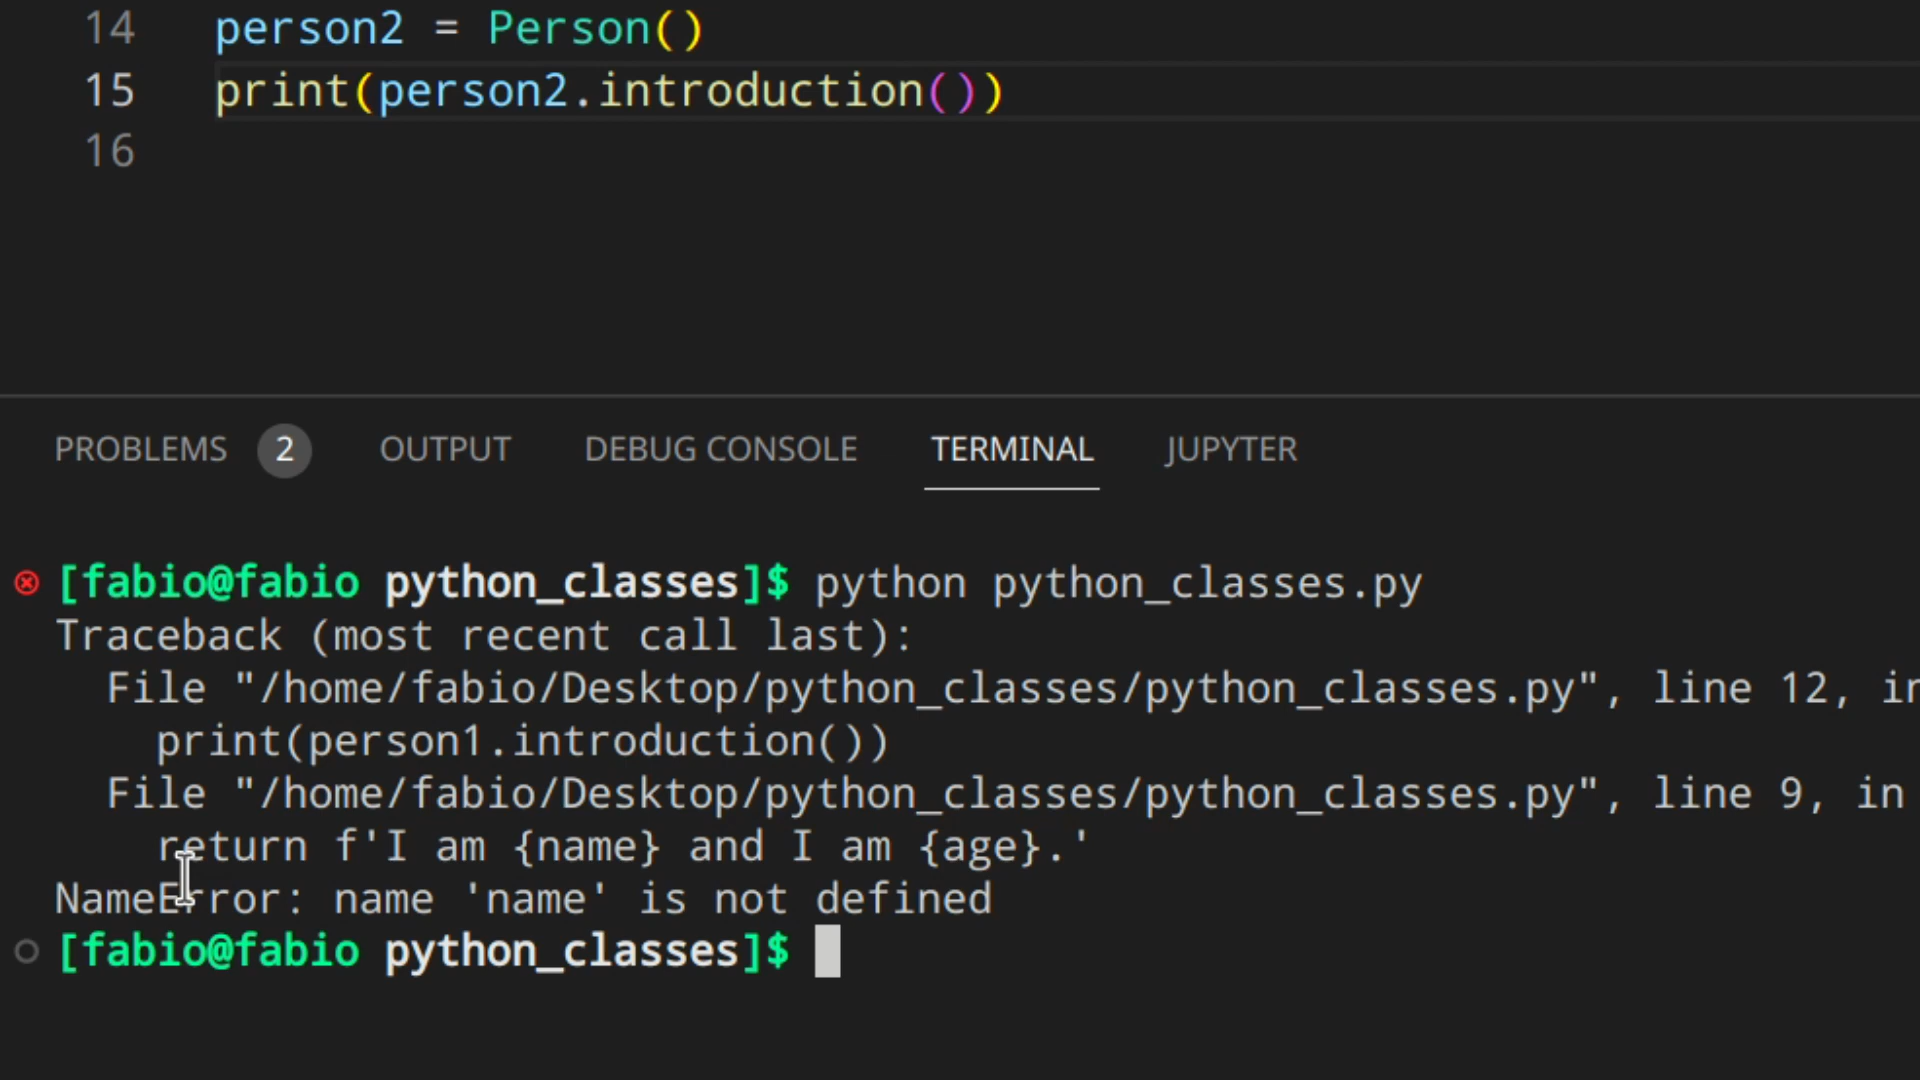 14 person2 = Person()
15 print(person2.introduction())
16
PROBLEMS 2 OUTPUT DEBUG CONSOLE TERMINAL JUPYTER
[fabio@fabio python_classes]$ python python_classes.py
Traceback (most recent call last):
File "/home/fabio/Desktop/python_classes/python_classes.py", line 12, in
print(person1.introduction())
File "/home/fabio/Desktop/python_classes/python_classes.py", line 9, in
return f'I am {name} and I am {age}.'
NameError: name 'name' is not defined
[fabio@fabio python_classes]$